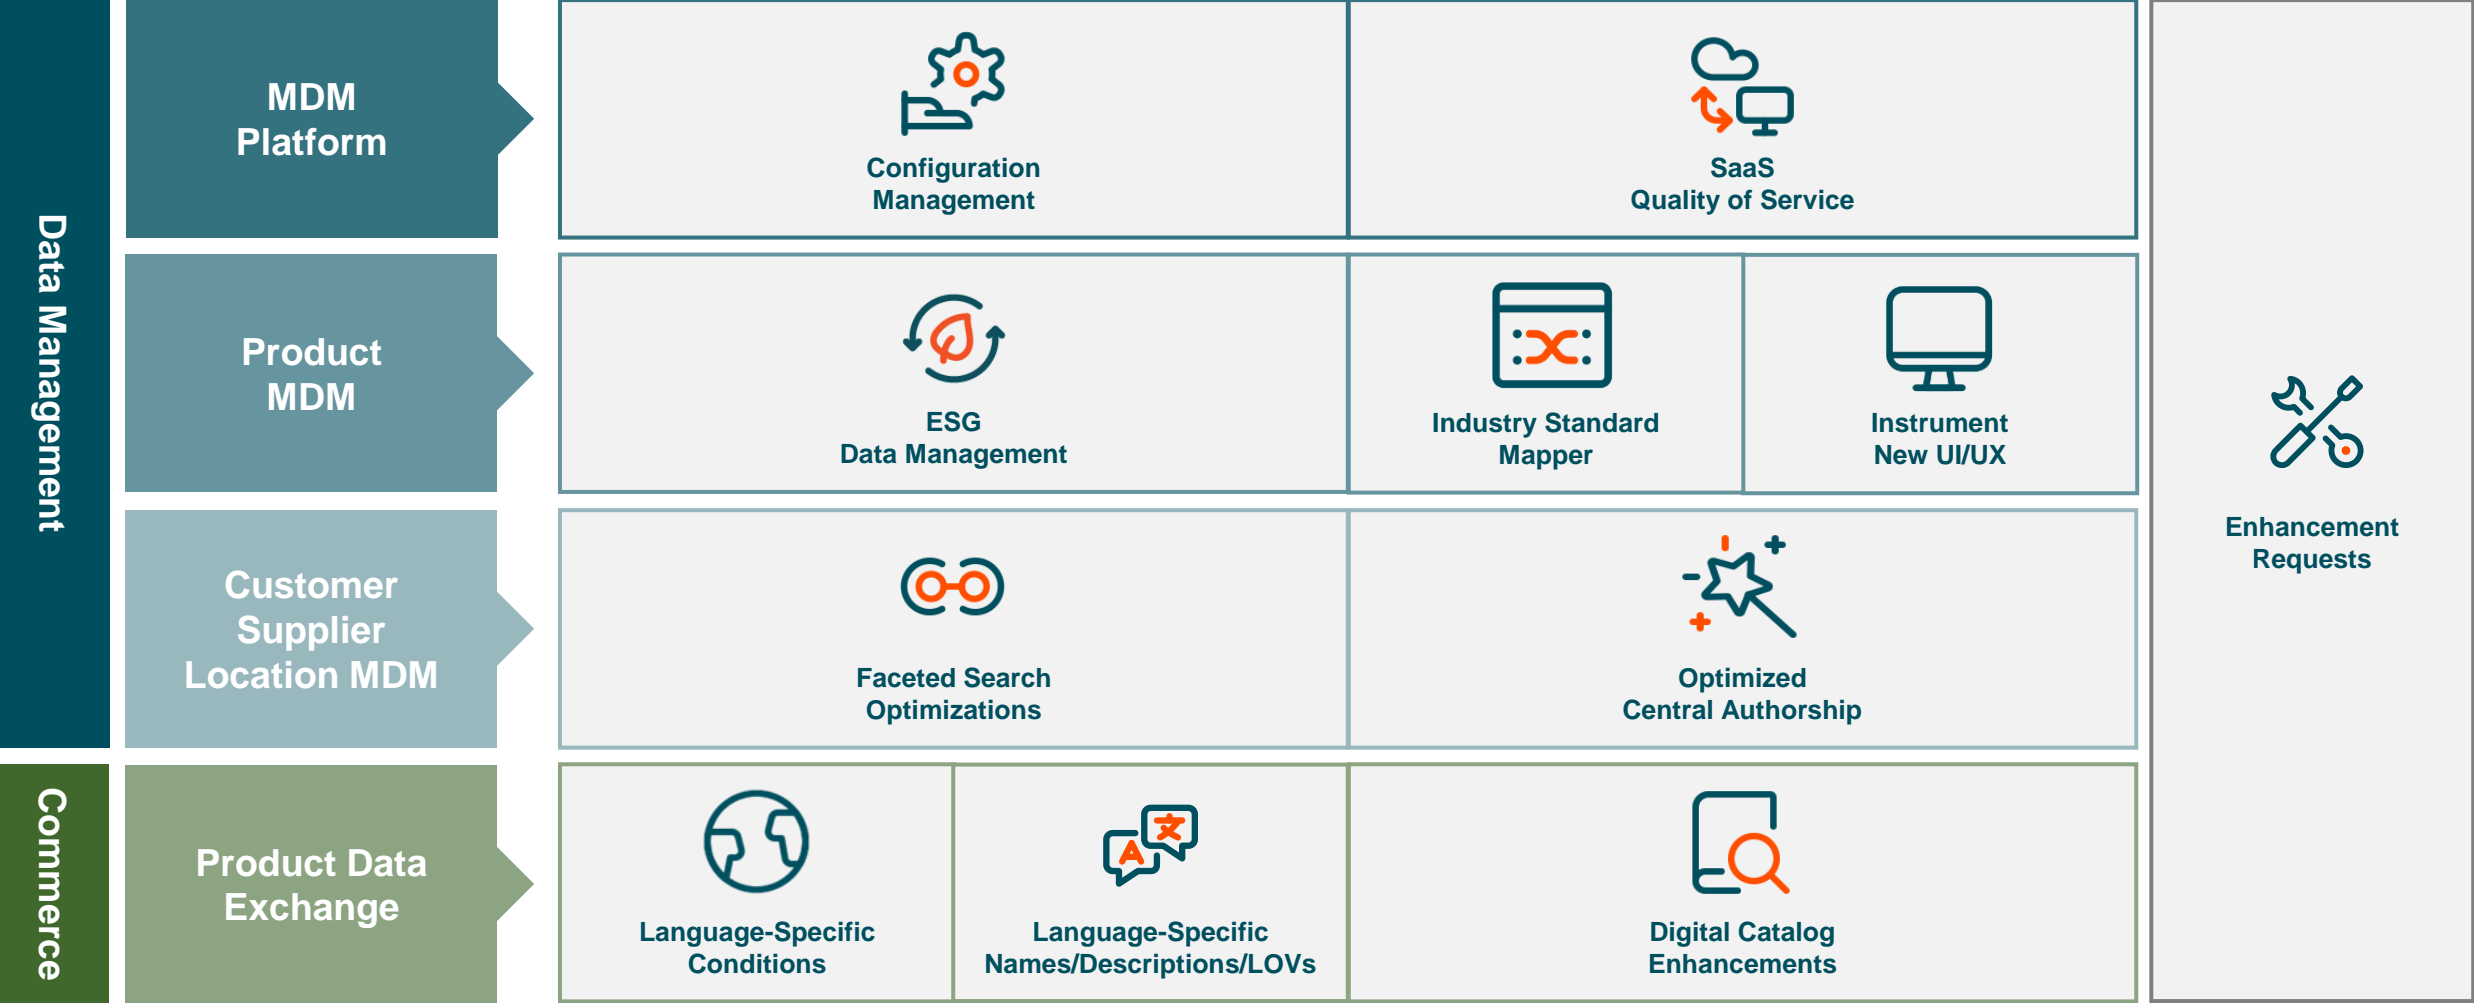 Data Management
MDM
Platform
Configuration
Management
SaaS
Quality of Service
Product
MDM
ESG
Data Management
Industry Standard
Mapper
Instrument
New UI/UX
Customer
Supplier
Location MDM
Faceted Search
Optimizations
Optimized
Central Authorship
Commerce
Product Data
Exchange
Language-Specific
Conditions
A
文
Language-Specific
Names/Descriptions/LOVs
Digital Catalog
Enhancements
Enhancement
Requests